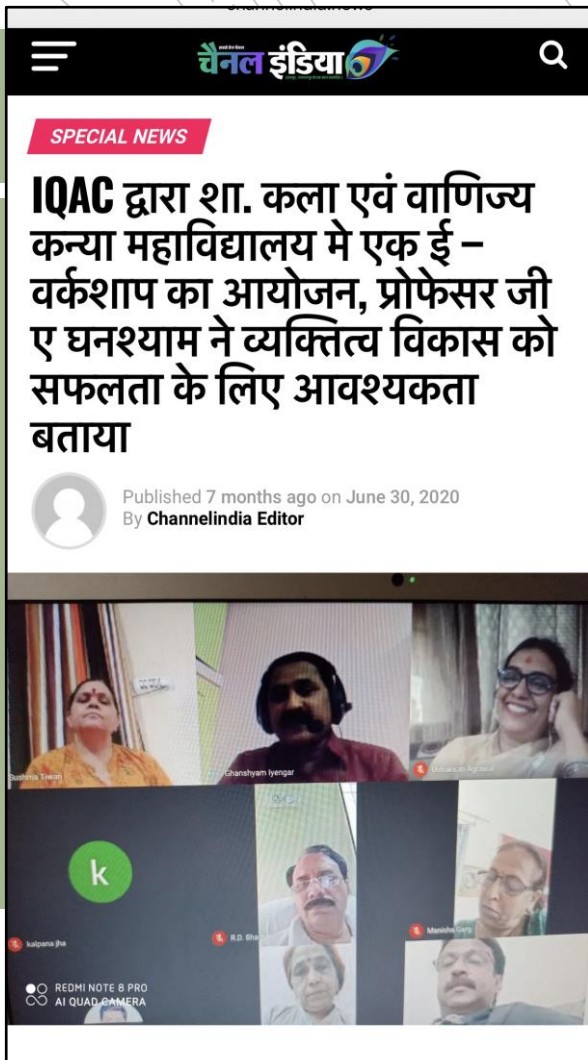 चैनल इंडिया
SPECIAL NEWS
IQAC द्वारा शा. कला एवं वाणिज्य
कन्या महाविद्यालय मे एक ई –
वर्कशाप का आयोजन, प्रोफेसर जी
ए घनश्याम ने व्यक्तित्व विकास को
सफलता के लिए आवश्यकता
बताया
Published 7 months ago on June 30, 2020
By Channelindia Editor
Sushma Tiwari
Ghanshyam Iyengar
k
kalpana jha
R.D.
Manisha Garg
REDMI NOTE 8 PRO
AI QUAD CAMERA